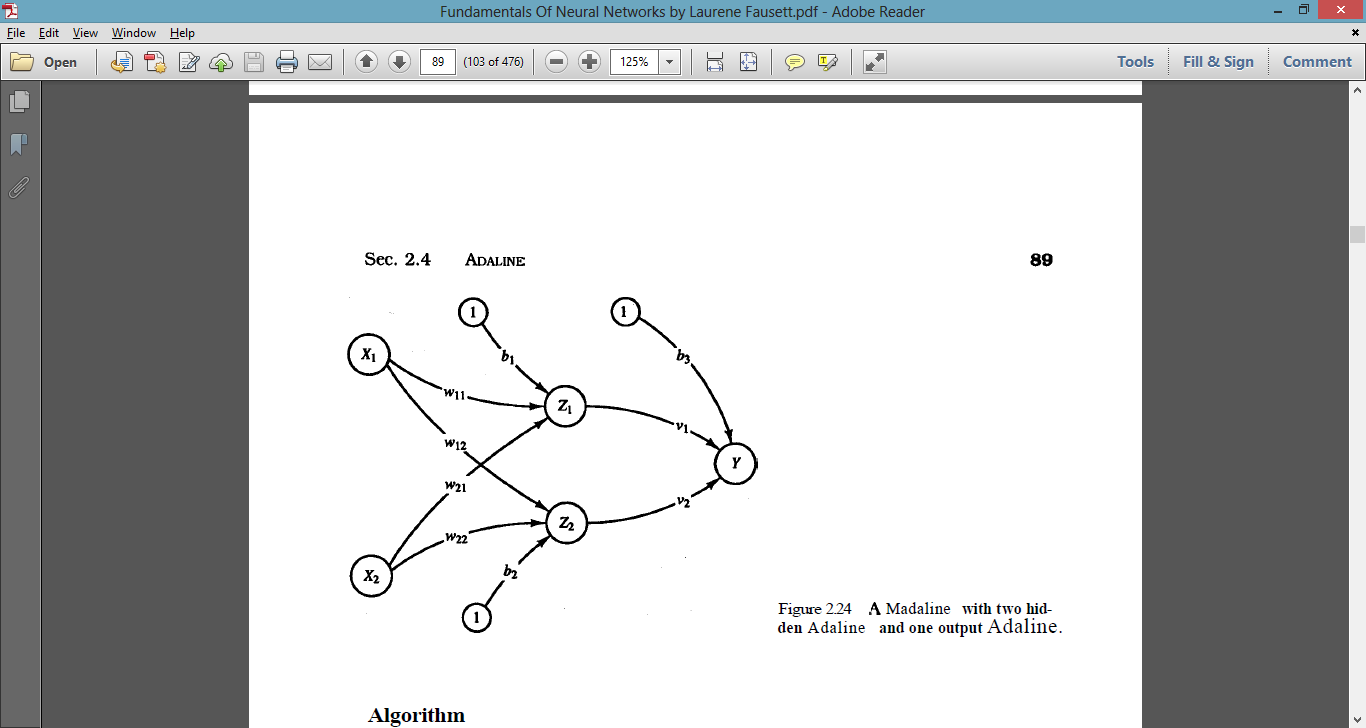 Fundamentals Of Neural Networks by Laurene Fausett.pdf - Adobe Reader
File Edit View Window Help
Open 89 (103 of 476) 125% Tools Fill & Sign Comment
Sec. 2.4 ADALINE 89
1 1
X1 b1 b3
w11 Z1 v1
w12 Y
w21 v2
w22 Z2
X2 b2
1
Figure 2.24 A Madaline with two hid-
den Adaline and one output Adaline.
Algorithm